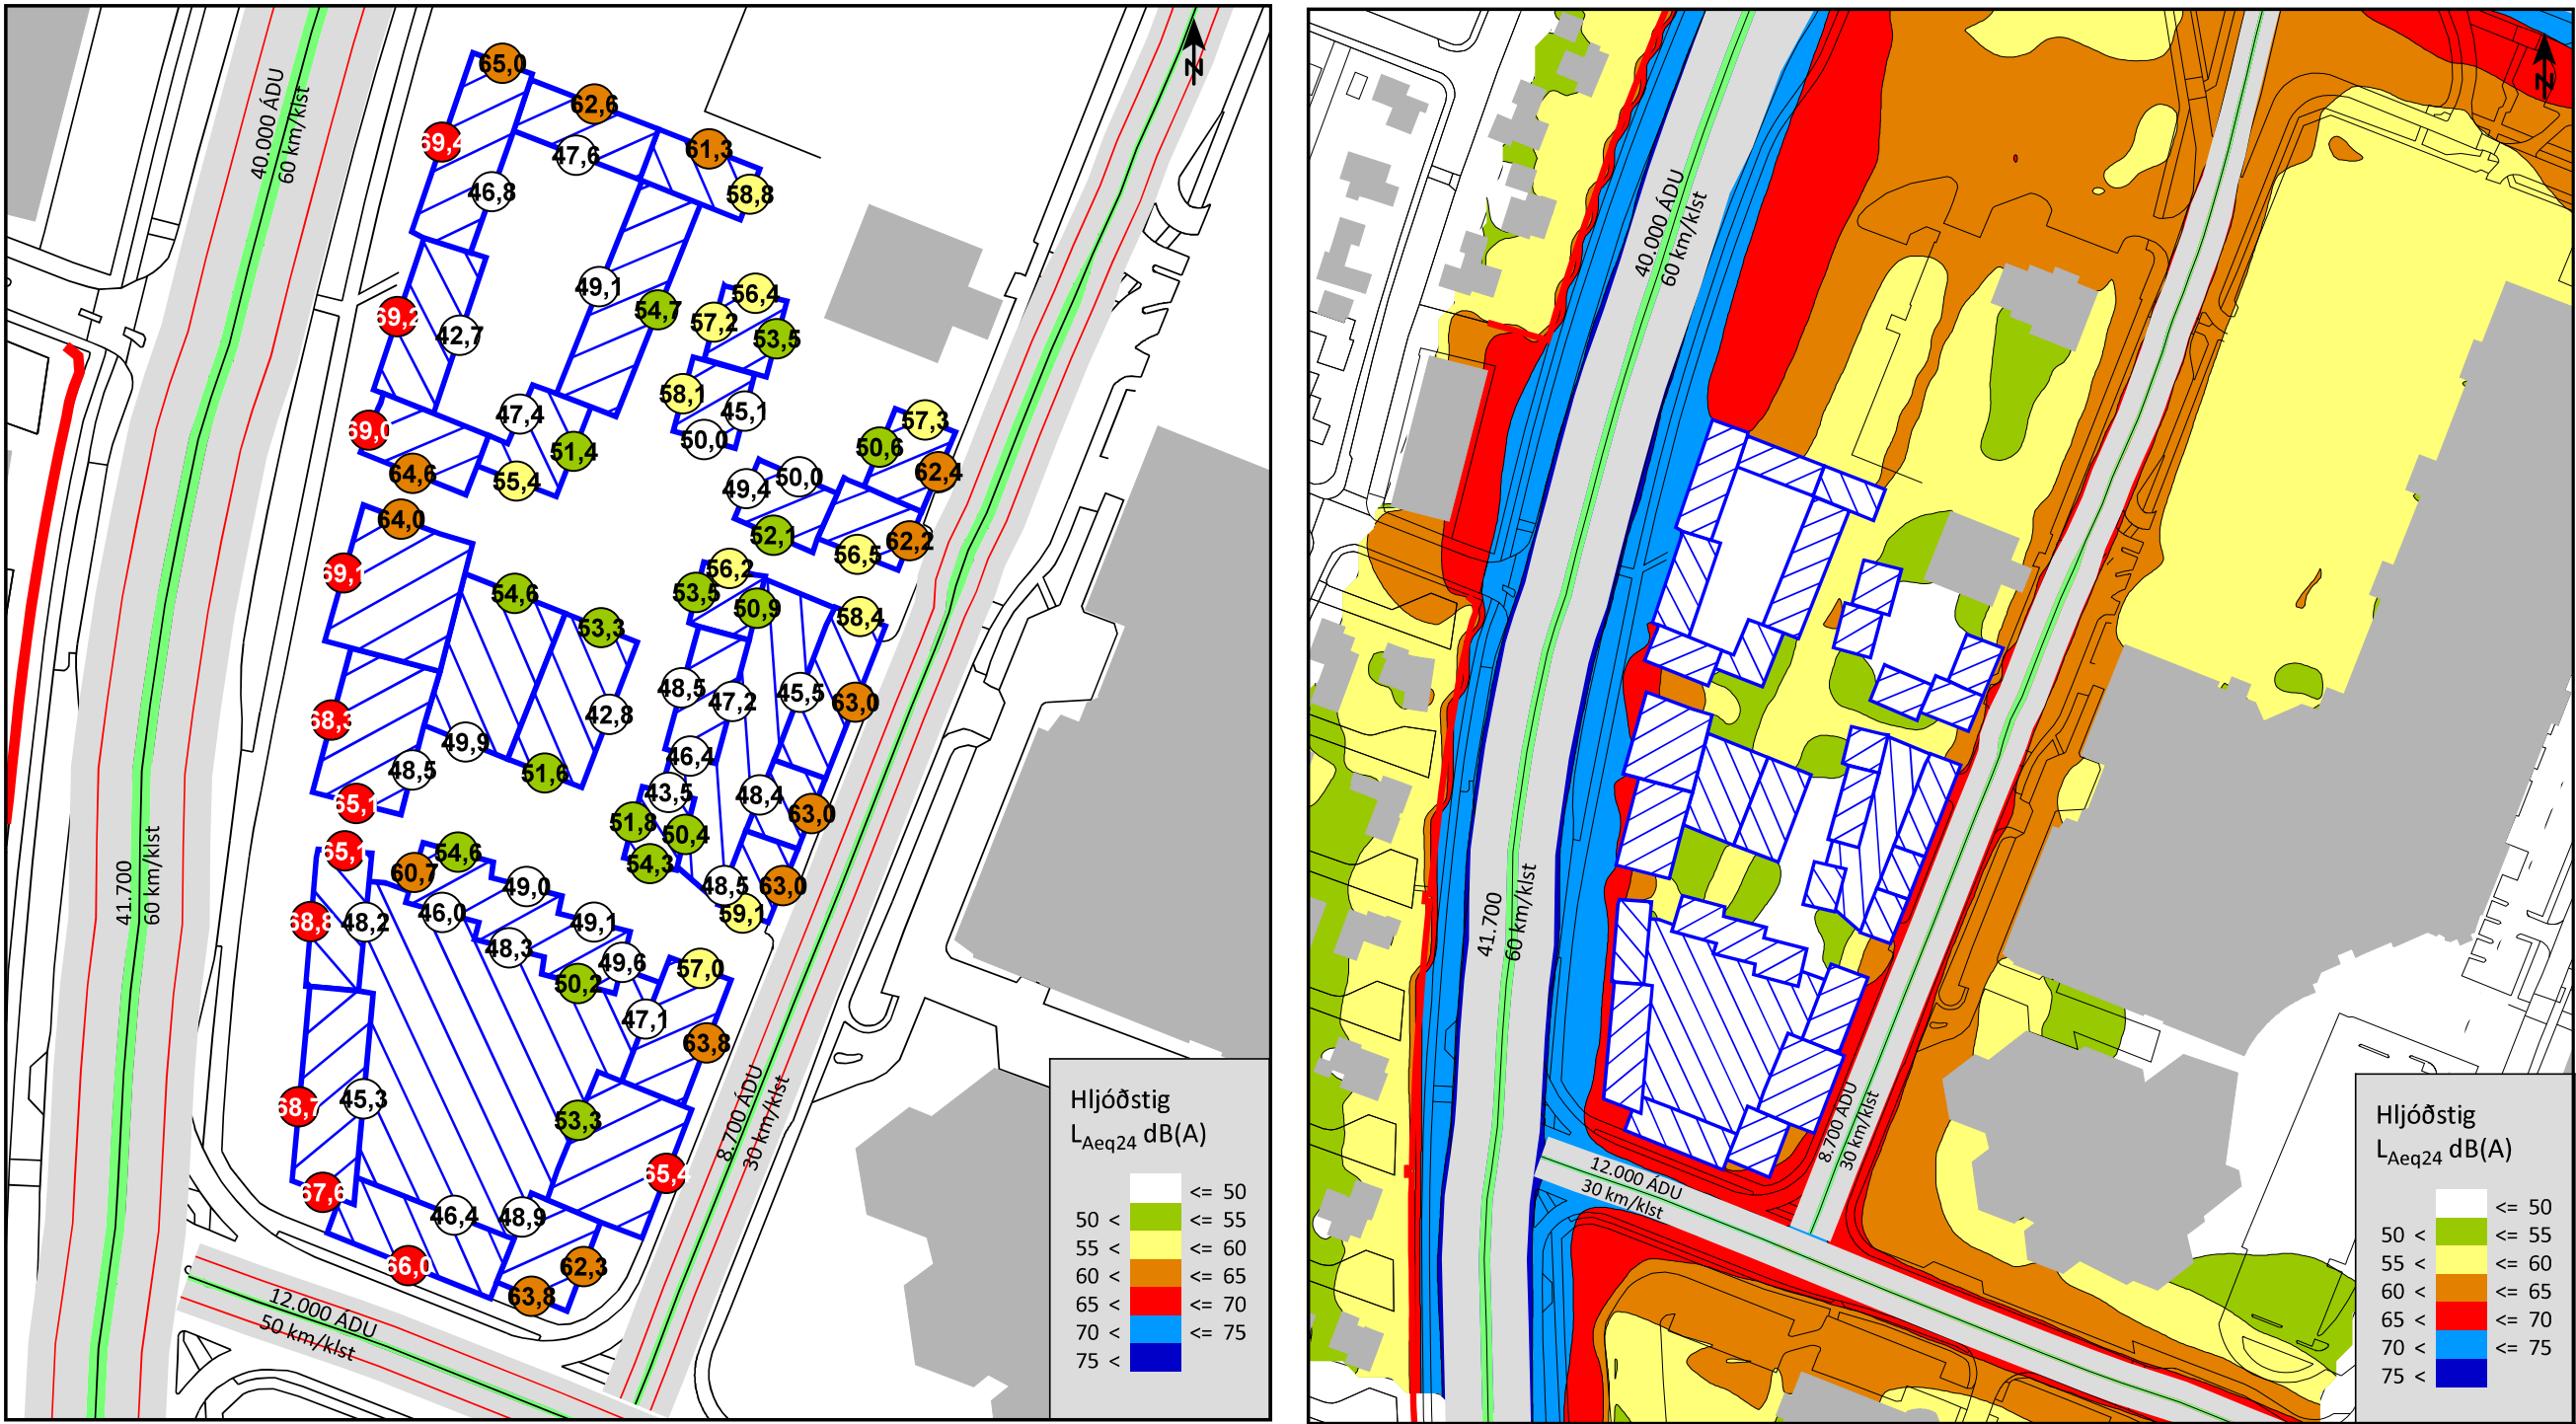 N
40.000 ÁDU
60 km/klst
65,0
62,6
69,4
47,6
61,3
46,8
58,8
49,1
54,7
56,4
57,2
53,5
69,2
42,7
58,1
45,1
50,0
47,4
69,0
51,4
64,6
55,4
57,3
50,6
62,4
50,0
49,4
52,1
62,2
56,5
64,0
69,1
54,6
53,3
56,2
53,5
50,9
58,4
48,5
47,2
45,5
63,0
68,3
42,8
49,9
48,5
51,6
46,4
43,5
48,4
63,0
65,1
51,8
50,4
54,3
48,5
63,0
59,1
41.700
60 km/klst
65,1
54,6
60,7
49,0
68,8
48,2
46,0
49,1
48,3
49,6
57,0
50,2
47,1
63,8
68,7
45,3
53,3
65,4
67,6
46,4
48,9
66,0
62,3
63,8
8.700 ÁDU
30 km/klst
12.000 ÁDU
50 km/klst
Hljóðstig
LAeq24 dB(A)
<= 50
50 < <= 55
55 < <= 60
60 < <= 65
65 < <= 70
70 < <= 75
75 <
N
40.000 ÁDU
60 km/klst
41.700
60 km/klst
8.700 ÁDU
30 km/klst
12.000 ÁDU
30 km/klst
Hljóðstig
LAeq24 dB(A)
<= 50
50 < <= 55
55 < <= 60
60 < <= 65
65 < <= 70
70 < <= 75
75 <